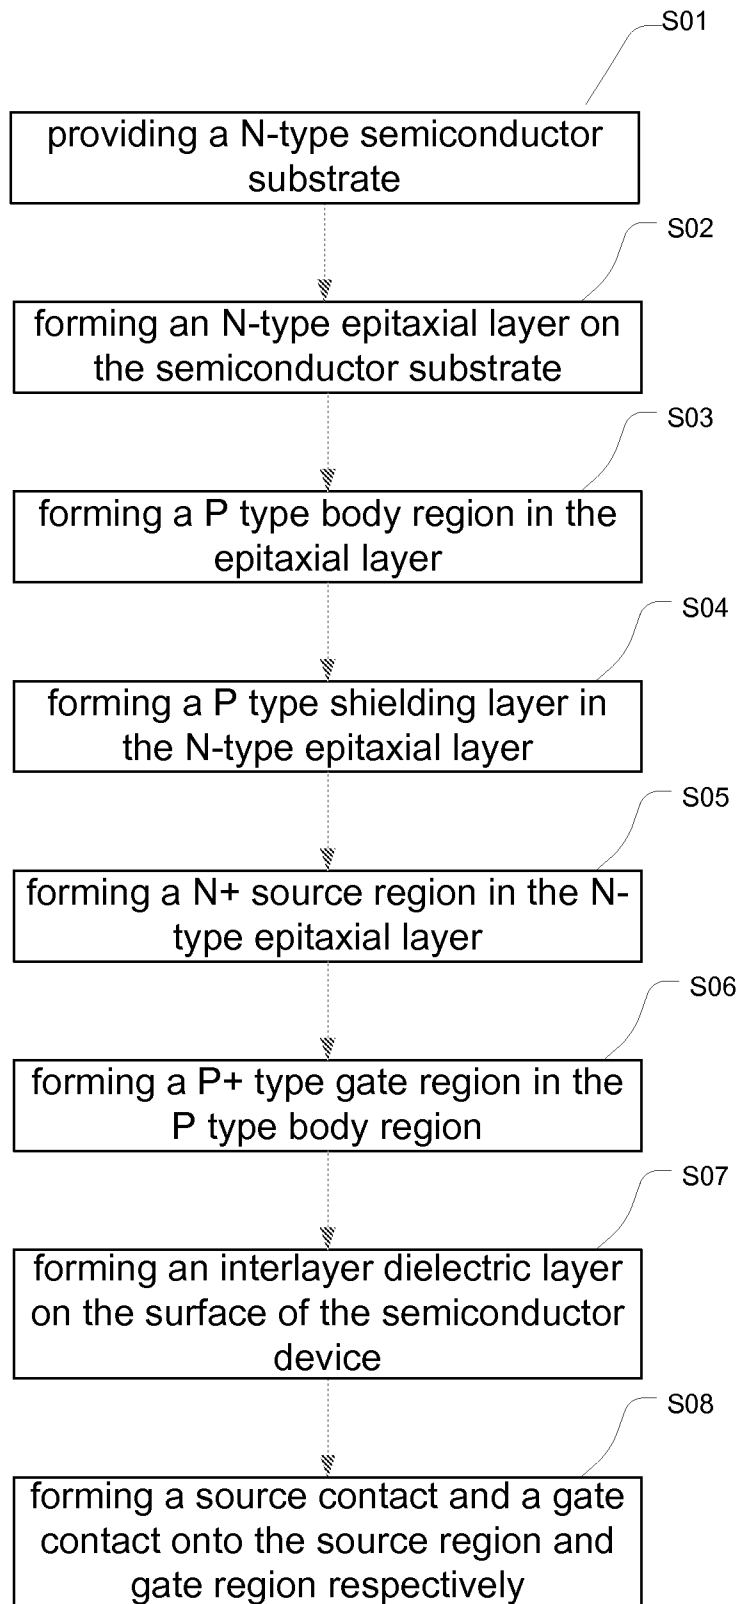 S01
providing a N-type semiconductor
substrate
S02
forming an N-type epitaxial layer on
the semiconductor substrate
S03
forming a P type body region in the
epitaxial layer
S04
forming a P type shielding layer in
the N-type epitaxial layer
S05
forming a N+ source region in the N-
type epitaxial layer
S06
forming a P+ type gate region in the
P type body region
S07
forming an interlayer dielectric layer
on the surface of the semiconductor
device
S08
forming a source contact and a gate
contact onto the source region and
gate region respectively